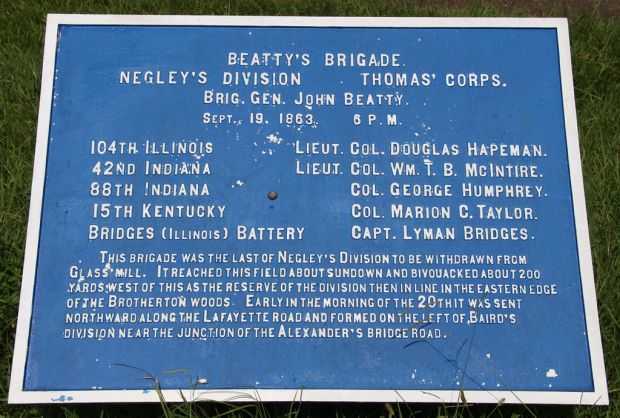 BEATTY'S BRIGADE.
NEGLEY'S DIVISION THOMAS' CORPS.
BRIG. GEN. JOHN BEATTY.
SEPT. 19, 1863. 6 P.M.
104TH ILLINOIS LIEUT. COL. DOUGLAS HAPEMAN.
42ND INDIANA LIEUT. COL. WM. T. B. MCINTIRE.
88TH INDIANA COL. GEORGE HUMPHREY.
15TH KENTUCKY COL. MARION C. TAYLOR.
BRIDGES (ILLINOIS) BATTERY CAPT. LYMAN BRIDGES.
THIS BRIGADE WAS THE LAST OF NEGLEY'S DIVISION TO BE WITHDRAWN FROM
GLASS' MILL. IT REACHED THIS FIELD ABOUT SUNDOWN AND BIVOUACKED ABOUT 200
YARDS WEST OF THIS AS THE RESERVE OF THE DIVISION THEN IN LINE IN THE EASTERN EDGE
OF THE BROTHERTON WOODS. EARLY IN THE MORNING OF THE 20TH IT WAS SENT
NORTHWARD ALONG THE LAFAYETTE ROAD AND FORMED ON THE LEFT OF BAIRD'S
DIVISION NEAR THE JUNCTION OF THE ALEXANDER'S BRIDGE ROAD.